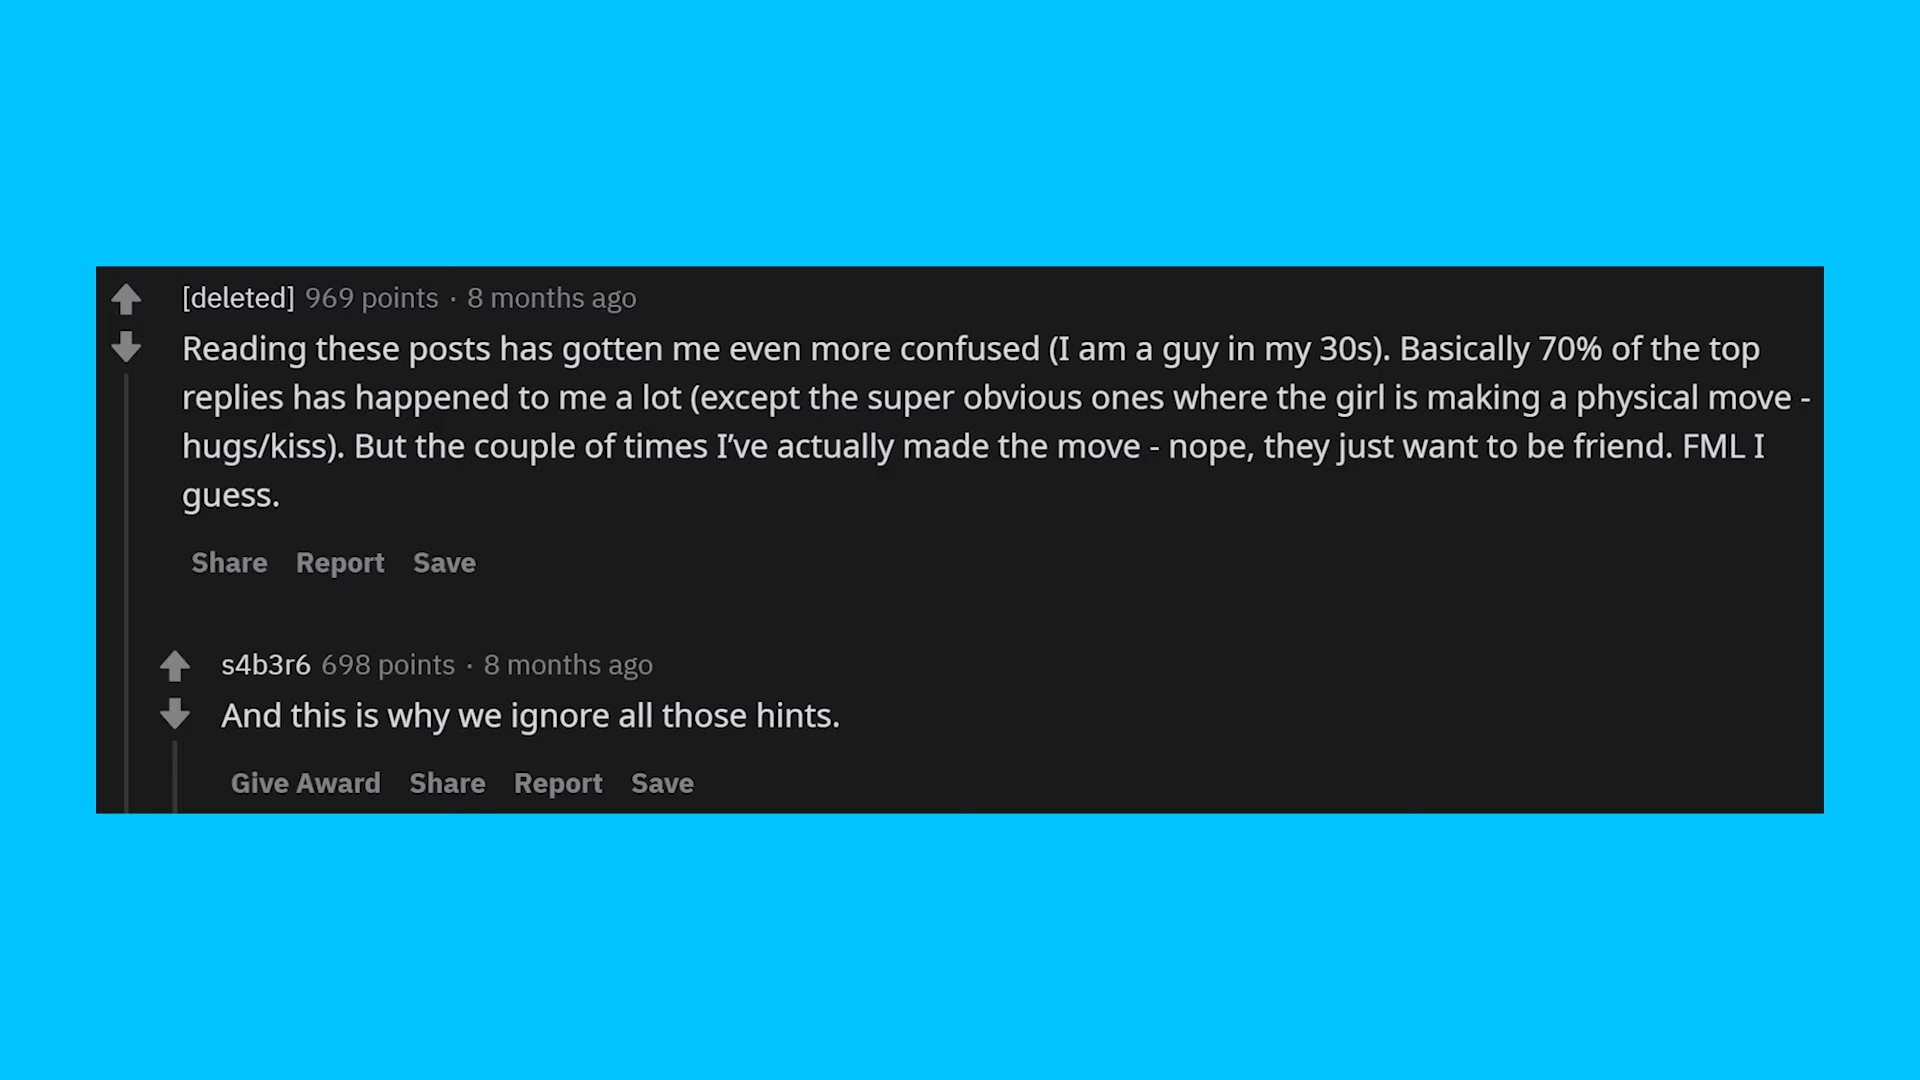 [deleted] 969 points · 8 months ago
Reading these posts has gotten me even more confused (I am a guy in my 30s). Basically 70% of the top
replies has happened to me a lot (except the super obvious ones where the girl is making a physical move -
hugs/kiss). But the couple of times I’ve actually made the move - nope, they just want to be friend. FML I
guess.
Share Report Save
s4b3r6 698 points · 8 months ago
And this is why we ignore all those hints.
Give Award Share Report Save